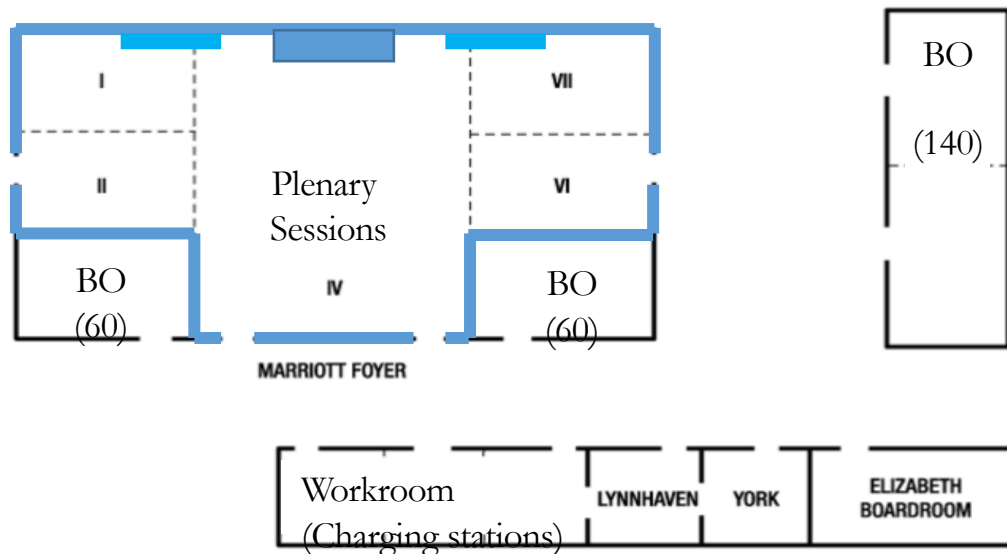 I
VII
BO
(140)
II
Plenary
Sessions
VI
BO
(60)
IV
BO
(60)
MARRIOTT FOYER
Workroom
(Charging stations)
LYNNHAVEN
YORK
ELIZABETH
BOARDROOM